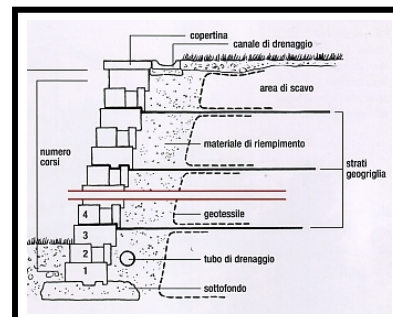 copertina
canale di drenaggio
area di scavo
numero
corsi
materiale di riempimento
strati
geogriglia
4
geotessile
3
2
tubo di drenaggio
1
sottofondo